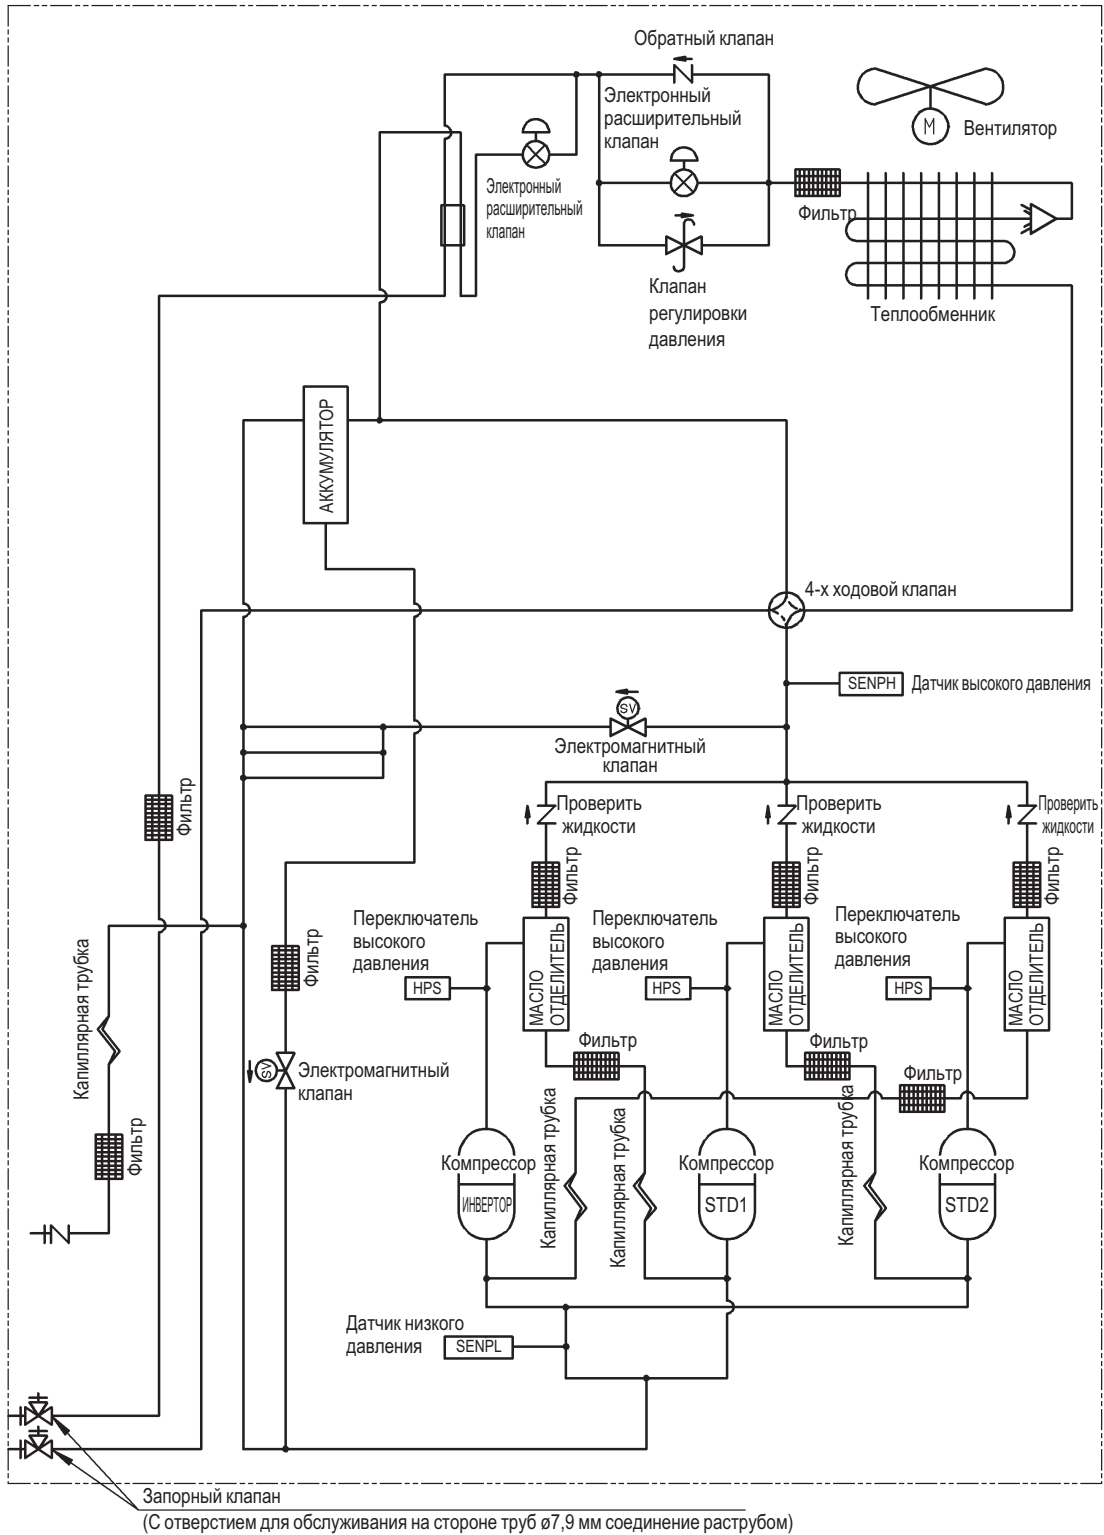 Обратный клапан
Электронный
расширительный
клапан
M
Вентилятор
Электронный
расширительный
клапан
Фильтр
Клапан
регулировки
давления
Теплообменник
АККУМУЛЯТОР
4-х ходовой клапан
SENPH
Датчик высокого давления
SV
Электромагнитный
клапан
Фильтр
Проверить
жидкости
Проверить
жидкости
Проверить
жидкости
Фильтр
Фильтр
Фильтр
Переключатель
высокого
давления
HPS
Переключатель
высокого
давления
HPS
Переключатель
высокого
давления
HPS
МАСЛО
ОТДЕЛИТЕЛЬ
МАСЛО
ОТДЕЛИТЕЛЬ
МАСЛО
ОТДЕЛИТЕЛЬ
Капиллярная трубка
Фильтр
SV
Электромагнитный
клапан
Фильтр
Фильтр
Фильтр
Фильтр
Компрессор
ИНВЕРТОР
Капиллярная трубка
Капиллярная трубка
Компрессор
STD1
Капиллярная трубка
Компрессор
STD2
Датчик низкого
давления
SENPL
Запорный клапан
(С отверстием для обслуживания на стороне труб ø7,9 мм соединение раструбом)